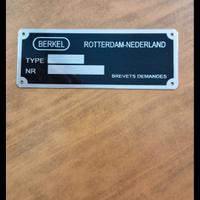 BERKEL ROTTERDAM-NEDERLAND
TYPE
NR
BREVETS DEMANDES